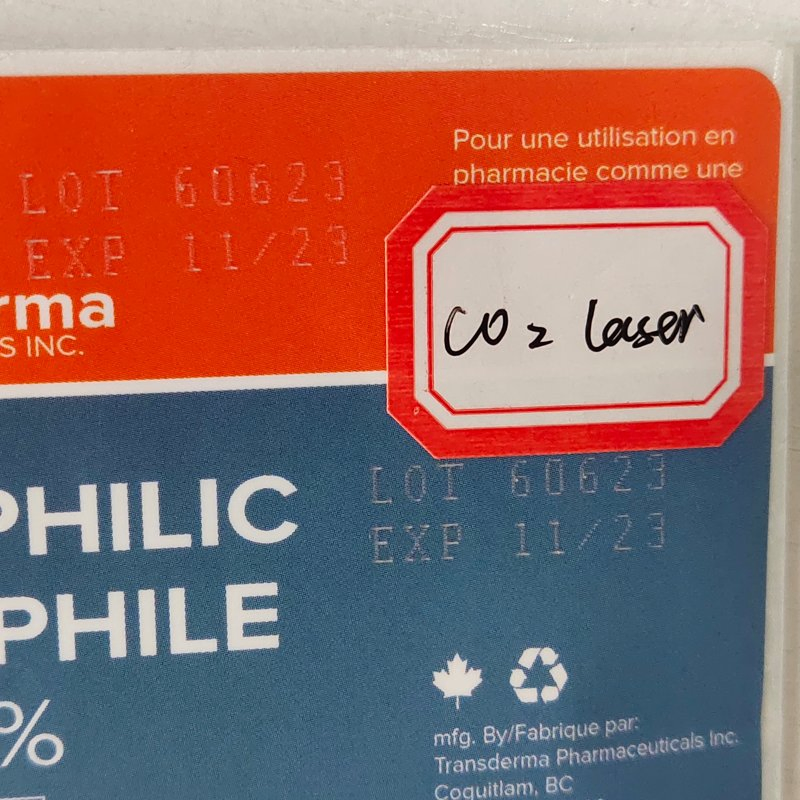 Pour une utilisation en
pharmacie comme une
LOT 60623
EXP 11/23
rma
S INC.
CO2 laser
LOT 60623
EXP 11/23
PHILIC
PHILE
%
mfg. By/Fabrique par:
Transderma Pharmaceuticals Inc.
Coquitlam, BC